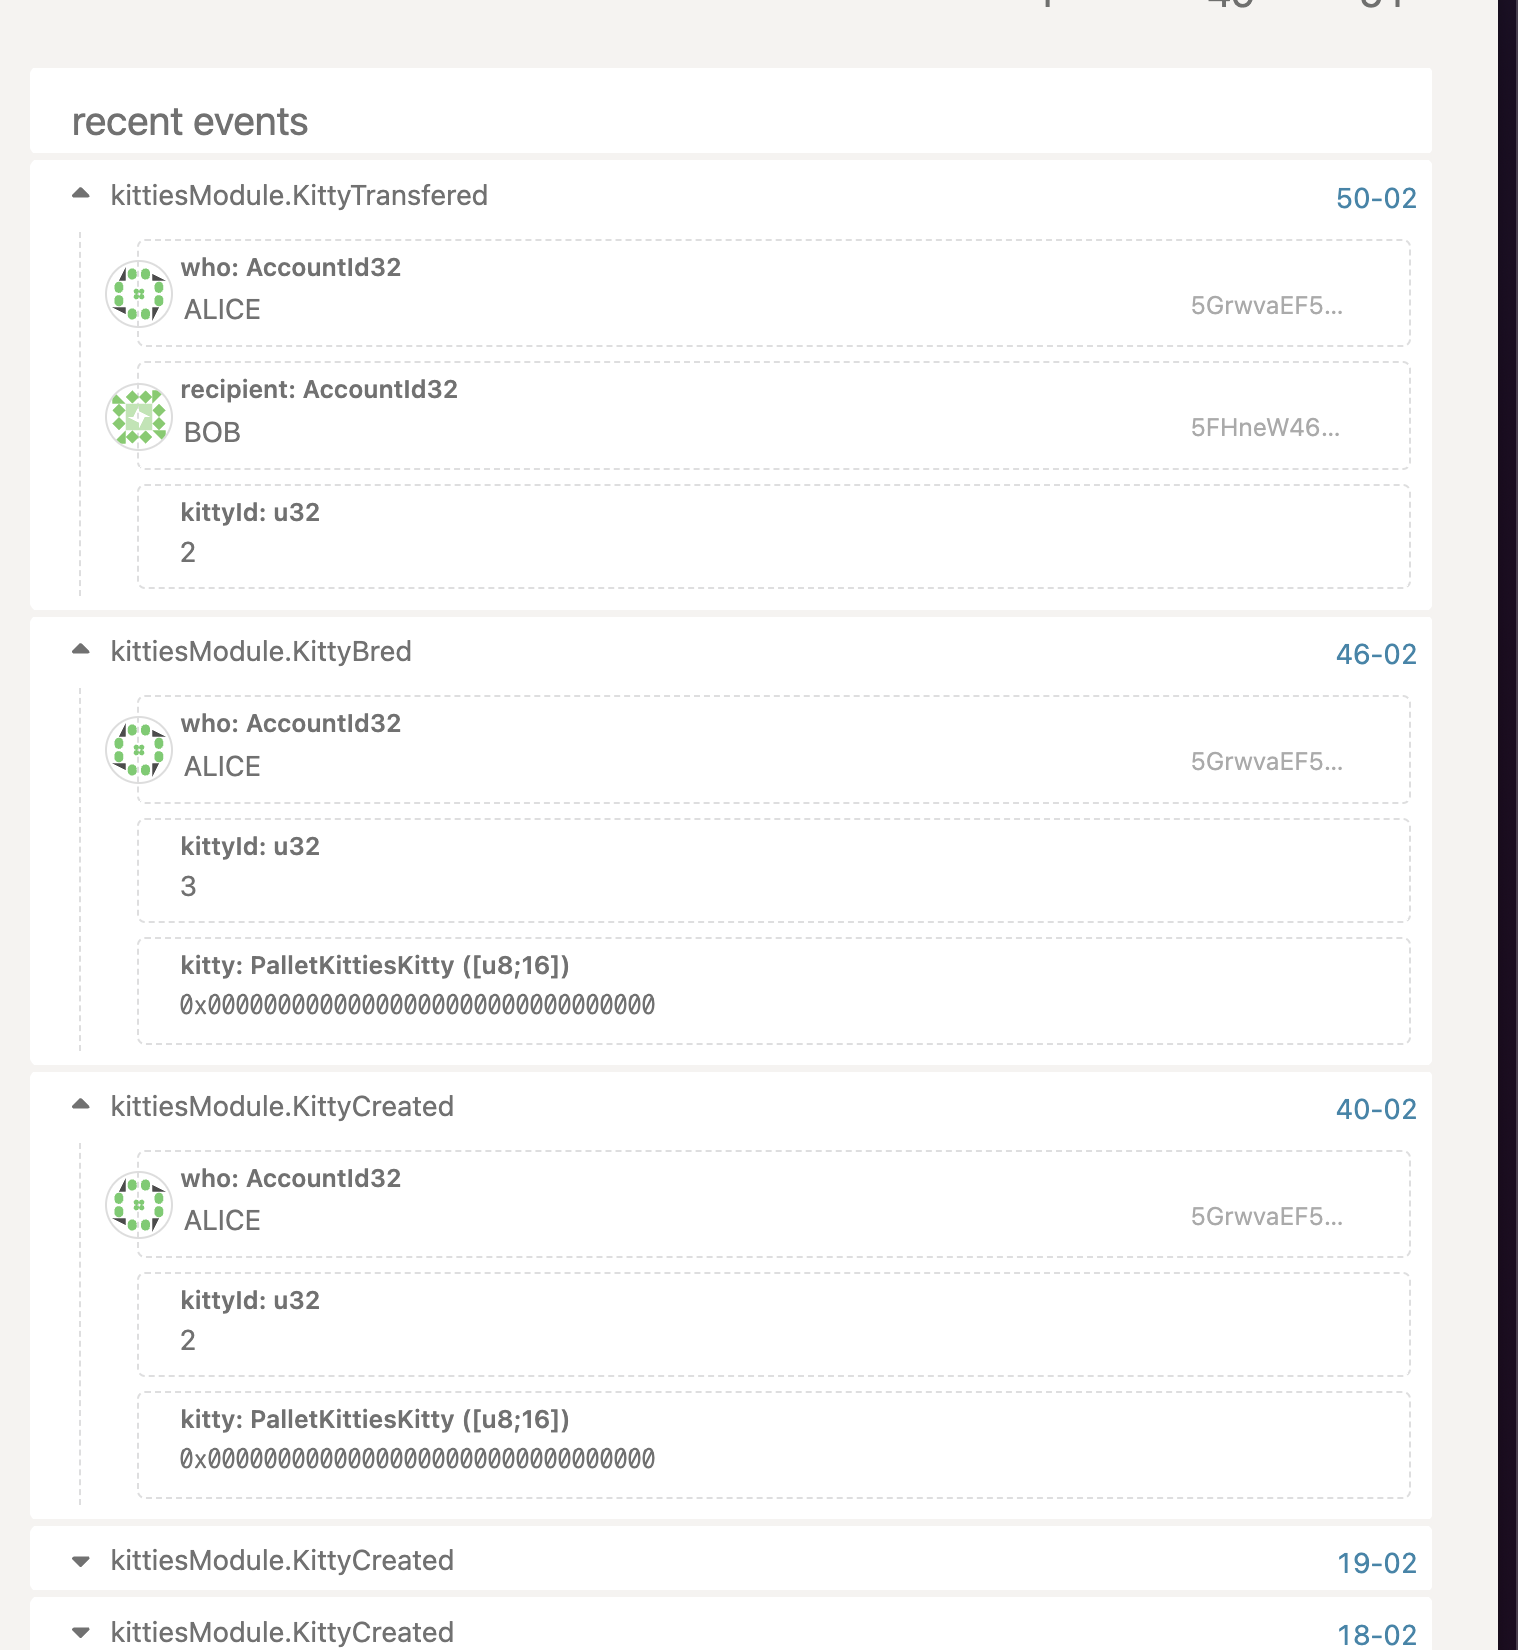 recent events
kittiesModule.KittyTransfered 50-02
who: AccountId32
ALICE 5GrwvaEF5...
recipient: AccountId32
BOB 5FHneW46...
kittyId: u32
2
kittiesModule.KittyBred 46-02
who: AccountId32
ALICE 5GrwvaEF5...
kittyId: u32
3
kitty: PalletKittiesKitty ([u8;16])
0x00000000000000000000000000000000
kittiesModule.KittyCreated 40-02
who: AccountId32
ALICE 5GrwvaEF5...
kittyId: u32
2
kitty: PalletKittiesKitty ([u8;16])
0x00000000000000000000000000000000
kittiesModule.KittyCreated 19-02
kittiesModule.KittyCreated 18-02